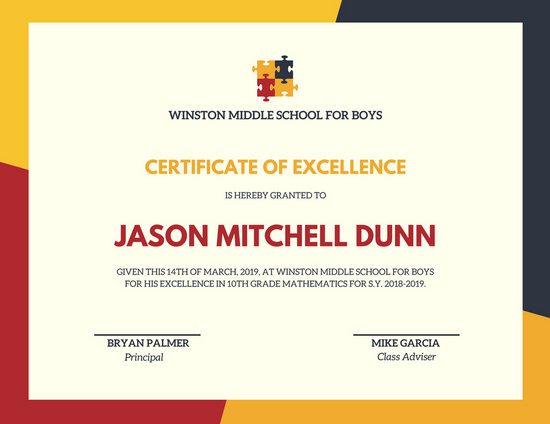 WINSTON MIDDLE SCHOOL FOR BOYS
CERTIFICATE OF EXCELLENCE
IS HEREBY GRANTED TO
JASON MITCHELL DUNN
GIVEN THIS 14TH OF MARCH, 2019, AT WINSTON MIDDLE SCHOOL FOR BOYS
FOR HIS EXCELLENCE IN 10TH GRADE MATHEMATICS FOR S.Y. 2018-2019.
BRYAN PALMER
Principal
MIKE GARCIA
Class Adviser